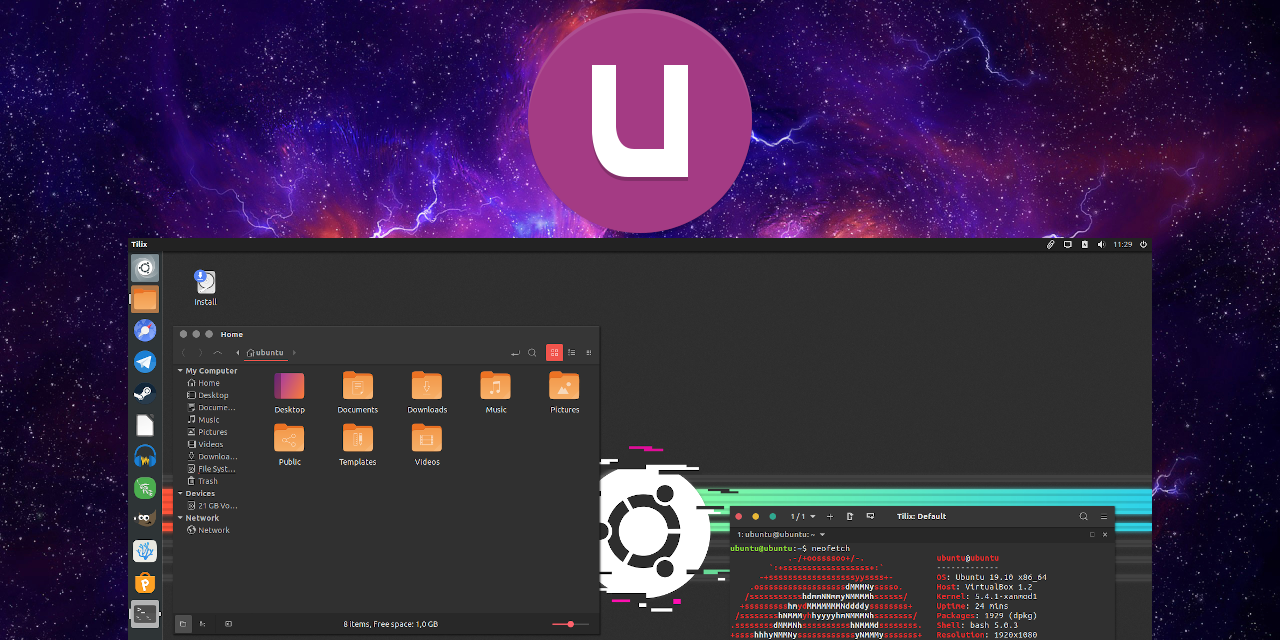 u
Tilix
11:29
Install
Home
ubuntu
My Computer
Home
Desktop
Docume...
Music
Pictures
Videos
Downloa...
File Syst...
Trash
Devices
21 GB Vo...
Network
Network
Desktop
Documents
Downloads
Music
Pictures
Public
Templates
Videos
8 items, Free space: 1,0 GB
1 / 1
Tilix: Default
1: ubuntu@ubuntu: ~
ubuntu@ubuntu:~$ neofetch
ubuntu@ubuntu
-------------
OS: Ubuntu 19.10 x86_64
Host: VirtualBox 1.2
Kernel: 5.4.1-xanmod1
Uptime: 24 mins
Packages: 1929 (dpkg)
Shell: bash 5.0.3
Resolution: 1920x1080